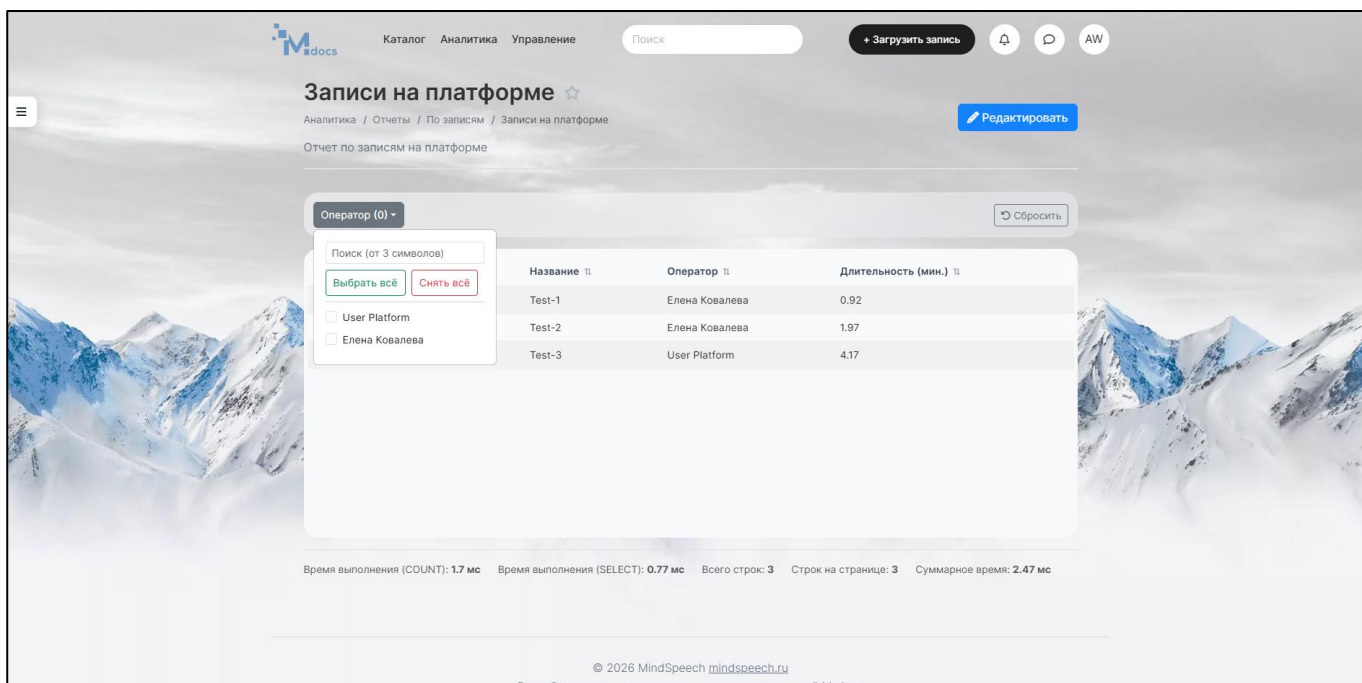 Mdocs
Каталог Аналитика Управление Поиск + Загрузить запись AW
Записи на платформе
Аналитика / Отчеты / По записям / Записи на платформе
Редактировать
Отчет по записям на платформе
Оператор (0)
Сбросить
Поиск (от 3 символов)
Выбрать всё Снять всё
User Platform
Елена Ковалева
Название Оператор Длительность (мин.)
Test-1 Елена Ковалева 0.92
Test-2 Елена Ковалева 1.97
Test-3 User Platform 4.17
Время выполнения (COUNT): 1.7 мс Время выполнения (SELECT): 0.77 мс Всего строк: 3 Строк на странице: 3 Суммарное время: 2.47 мс
© 2026 MindSpeech mindspeech.ru